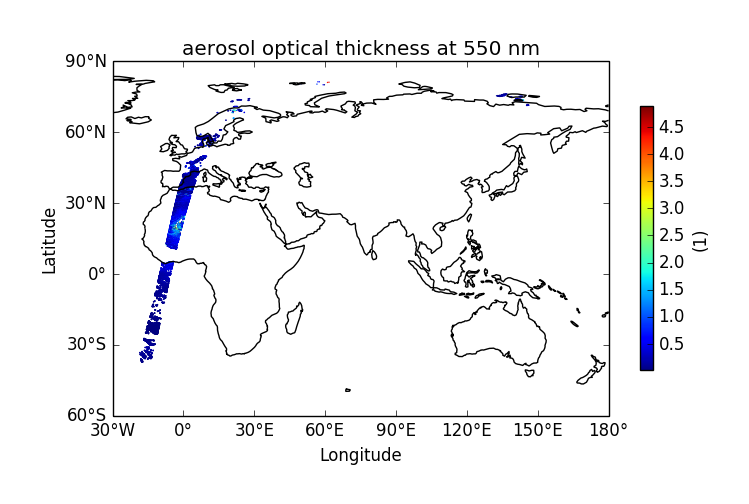 aerosol optical thickness at 550 nm
90°N
60°N
30°N
0°
30°S
60°S
Latitude
30°W 0° 30°E 60°E 90°E 120°E 150°E 180°
Longitude
4.5
4.0
3.5
3.0
2.5
2.0
1.5
1.0
0.5
(1)